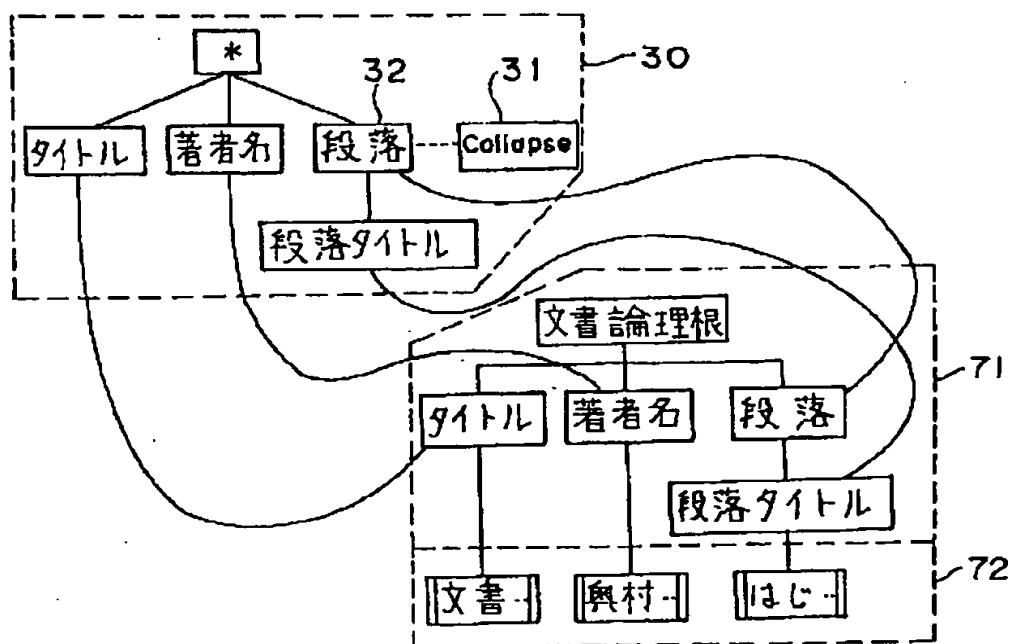 *
30
32
31
タイトル
著者名
段落
Collapse
段落タイトル
文書論理根
71
タイトル
著者名
段落
段落タイトル
72
文書…
奥村…
はじ…